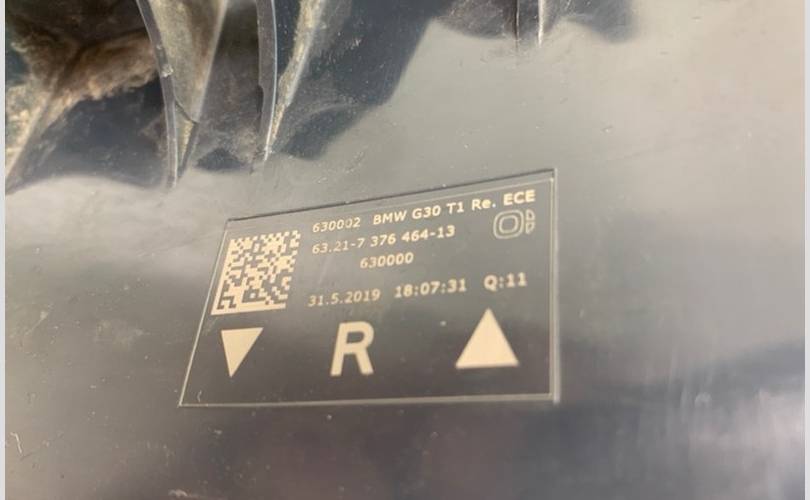 630002 BMW G30 T1 Re. ECE
63.21-7 376 464-13
630000
31.5.2019 18:07:31 Q:11
R